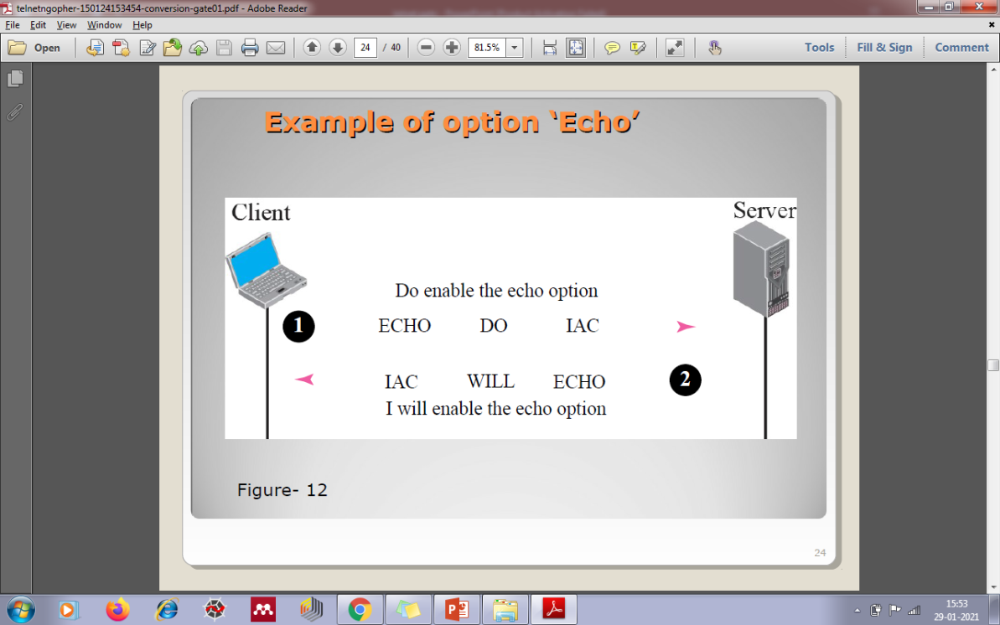 telnetngopher-150124153454-conversion-gate01.pdf - Adobe Reader
File Edit View Window Help
Open 24 / 40 81.5% Tools Fill & Sign Comment
Example of option ‘Echo’
Client Server
Do enable the echo option
1 ECHO DO IAC
IAC WILL ECHO 2
I will enable the echo option
Figure- 12
24
15:53
29-01-2021